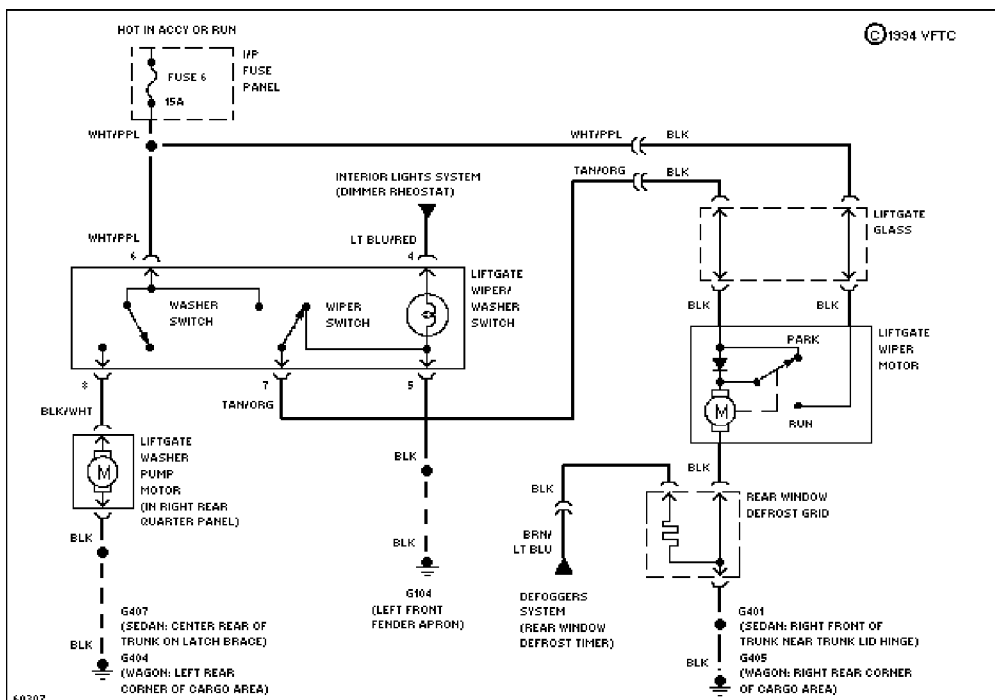 HOT IN ACCY OR RUN
I/P
FUSE
PANEL
FUSE 6
15A
© 1994 VFTC
WHT/PPL
WHT/PPL
BLK
TAN/ORG
BLK
INTERIOR LIGHTS SYSTEM
(DIMMER RHEOSTAT)
LIFTGATE
GLASS
WHT/PPL
LT BLU/RED
6
4
LIFTGATE
WIPER/
WASHER
SWITCH
WASHER
SWITCH
WIPER
SWITCH
BLK
BLK
LIFTGATE
WIPER
MOTOR
PARK
M
RUN
8
7
5
BLK/WHT
TAN/ORG
LIFTGATE
WASHER
PUMP
MOTOR
(IN RIGHT REAR
QUARTER PANEL)
M
BLK
BLK
BLK
REAR WINDOW
DEFROST GRID
BLK
BLK
BRN/
LT BLU
G104
(LEFT FRONT
FENDER APRON)
DEFOGGERS
SYSTEM
(REAR WINDOW
DEFROST TIMER)
G407
(SEDAN: CENTER REAR OF
TRUNK ON LATCH BRACE)
BLK
G404
(WAGON: LEFT REAR
CORNER OF CARGO AREA)
G401
(SEDAN: RIGHT FRONT OF
TRUNK NEAR TRUNK LID HINGE)
BLK
G405
(WAGON: RIGHT REAR CORNER
OF CARGO AREA)